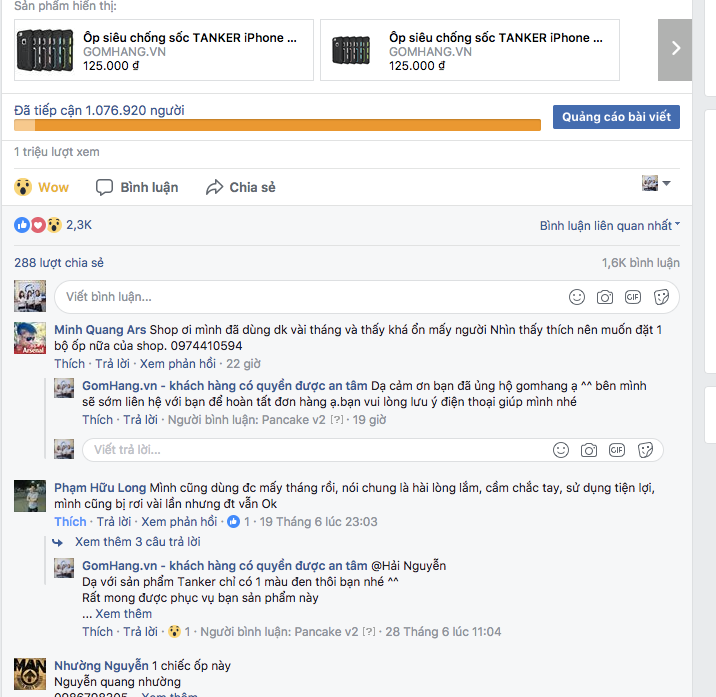 Sản phẩm hiển thị:
Ốp siêu chống sốc TANKER iPhone ...
GOMHANG.VN
125.000 ₫
Ốp siêu chống sốc TANKER iPhone ...
GOMHANG.VN
125.000 ₫
Đã tiếp cận 1.076.920 người
Quảng cáo bài viết
1 triệu lượt xem
Wow
Bình luận
Chia sẻ
2,3K
Bình luận liên quan nhất
288 lượt chia sẻ
1,6K bình luận
Viết bình luận...
GIF
Minh Quang Ars Shop ơi mình đã dùng dk vài tháng và thấy khá ổn mấy người Nhìn thấy thích nên muốn đặt 1
bộ ốp nữa của shop. 0974410594
Thích · Trả lời · Xem phản hồi · 22 giờ
GomHang.vn - khách hàng có quyền được an tâm Dạ cảm ơn bạn đã ủng hộ gomhang ạ ^^ bên mình
sẽ sớm liên hệ với bạn để hoàn tất đơn hàng ạ.bạn vui lòng lưu ý điện thoại giúp mình nhé
Thích · Trả lời · Người bình luận: Pancake v2 [?] · 19 giờ
Viết trả lời...
GIF
Phạm Hữu Long Mình cũng dùng đc mấy tháng rồi, nói chung là hài lòng lắm, cầm chắc tay, sử dụng tiện lợi,
mình cũng bị rơi vài lần nhưng đt vẫn Ok
Thích · Trả lời · Xem phản hồi · 1 · 19 Tháng 6 lúc 23:03
Xem thêm 3 câu trả lời
GomHang.vn - khách hàng có quyền được an tâm @Hải Nguyễn
Dạ với sản phẩm Tanker chỉ có 1 màu đen thôi bạn nhé ^^
Rất mong được phục vụ bạn sản phẩm này
... Xem thêm
Thích · Trả lời · 1 · Người bình luận: Pancake v2 [?] · 28 Tháng 6 lúc 11:04
Nhường Nguyễn 1 chiếc ốp này
Nguyễn quang nhường
0986798305 Xem thêm
Arsenal
MAN